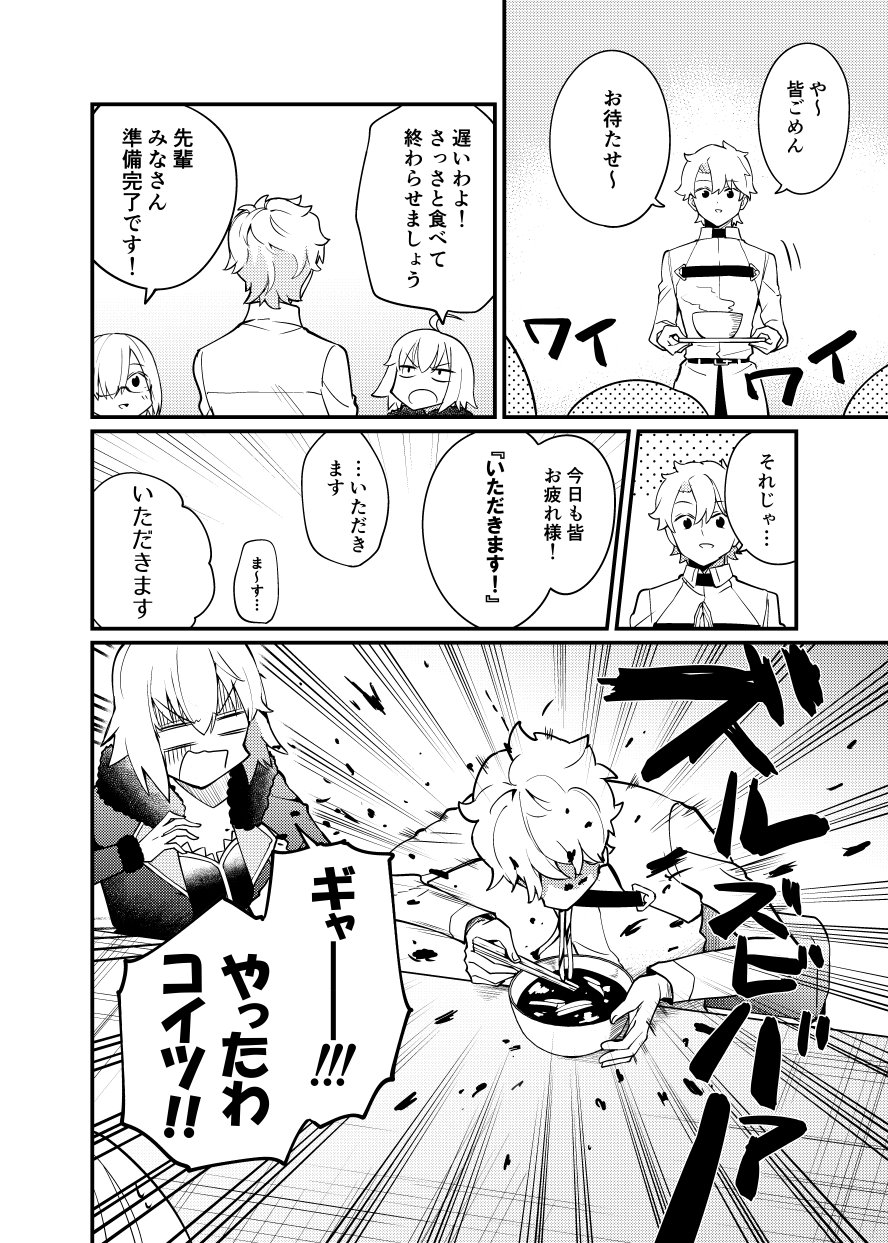 や〜
皆ごめん
お待たせ〜
ワイ
ワイ
遅いわよ!
さっさと食べて
終わらせましょう
先輩
みなさん
準備完了です!
それじゃ…
今日も皆
お疲れ様!
『いただきます!』
…いただき
ます
ま〜す…
いただきます
ズルルズビバーア
ギャー──!!!
やったわ
コイツ!!